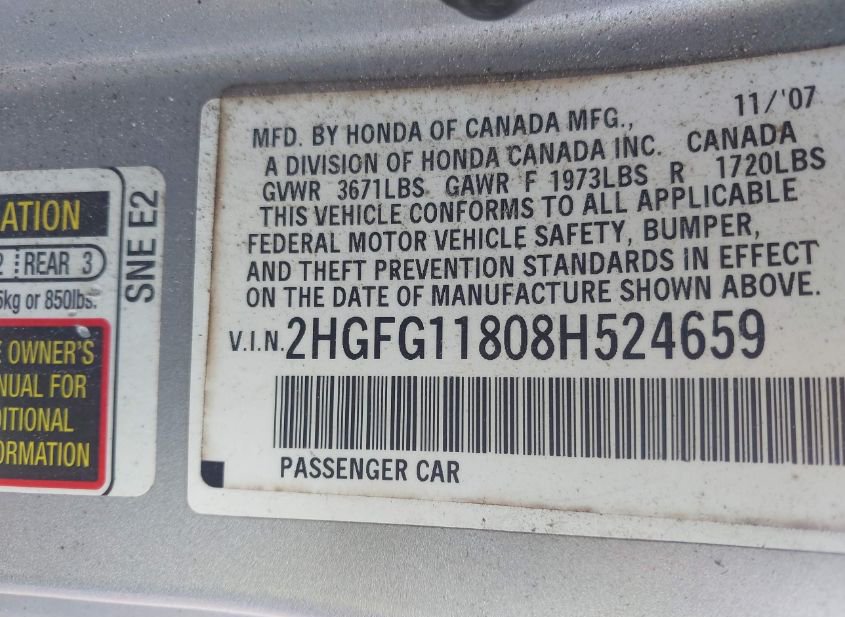 ATION
2 REAR 3
kg or 850lbs.
E OWNER'S
NUAL FOR
DITIONAL
ORMATION
SNE E2
11/'07
MFD. BY HONDA OF CANADA MFG.,
A DIVISION OF HONDA CANADA INC. CANADA
GVWR 3671LBS GAWR F 1973LBS R 1720LBS
THIS VEHICLE CONFORMS TO ALL APPLICABLE
FEDERAL MOTOR VEHICLE SAFETY, BUMPER,
AND THEFT PREVENTION STANDARDS IN EFFECT
ON THE DATE OF MANUFACTURE SHOWN ABOVE.
V.I.N. 2HGFG11808H524659
PASSENGER CAR